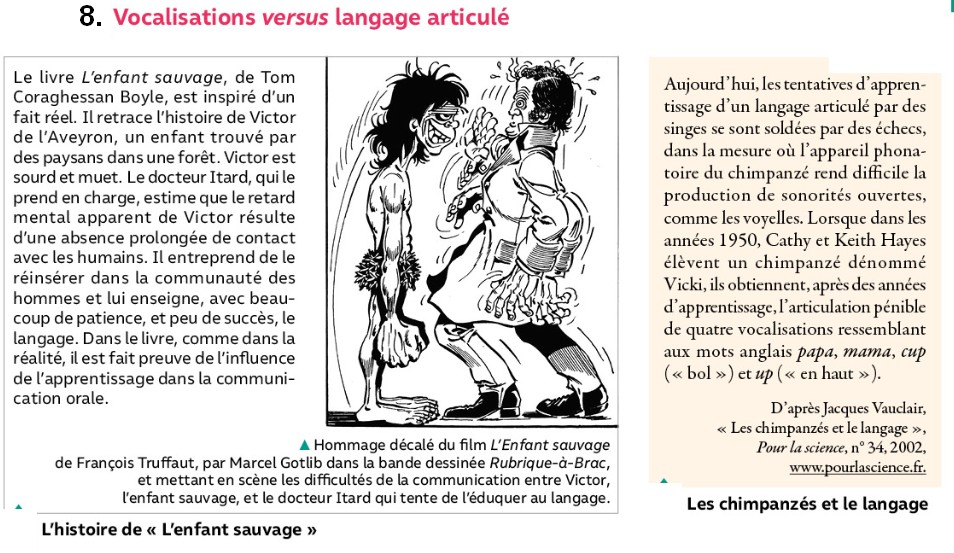 8. Vocalisations versus langage articulé
Le livre L'enfant sauvage, de Tom
Coraghessan Boyle, est inspiré d'un
fait réel. Il retrace l'histoire de Victor
de l'Aveyron, un enfant trouvé par
des paysans dans une forêt. Victor est
sourd et muet. Le docteur Itard, qui le
prend en charge, estime que le retard
mental apparent de Victor résulte
d'une absence prolongée de contact
avec les humains. Il entreprend de le
réinsérer dans la communauté des
hommes et lui enseigne, avec beau-
coup de patience, et peu de succès, le
langage. Dans le livre, comme dans la
réalité, il est fait preuve de l'influence
de l'apprentissage dans la communi-
cation orale.
▲ Hommage décalé du film L'Enfant sauvage
de François Truffaut, par Marcel Gotlib dans la bande dessinée Rubrique-à-Brac,
et mettant en scène les difficultés de la communication entre Victor,
l'enfant sauvage, et le docteur Itard qui tente de l'éduquer au langage.
L'histoire de « L'enfant sauvage »
Aujourd'hui, les tentatives d'appren-
tissage d'un langage articulé par des
singes se sont soldées par des échecs,
dans la mesure où l'appareil phona-
toire du chimpanzé rend difficile la
production de sonorités ouvertes,
comme les voyelles. Lorsque dans les
années 1950, Cathy et Keith Hayes
élèvent un chimpanzé dénommé
Vicki, ils obtiennent, après des années
d'apprentissage, l'articulation pénible
de quatre vocalisations ressemblant
aux mots anglais papa, mama, cup
(« bol ») et up (« en haut »).
D'après Jacques Vauclair,
« Les chimpanzés et le langage »,
Pour la science, n° 34, 2002,
www.pourlascience.fr.
Les chimpanzés et le langage